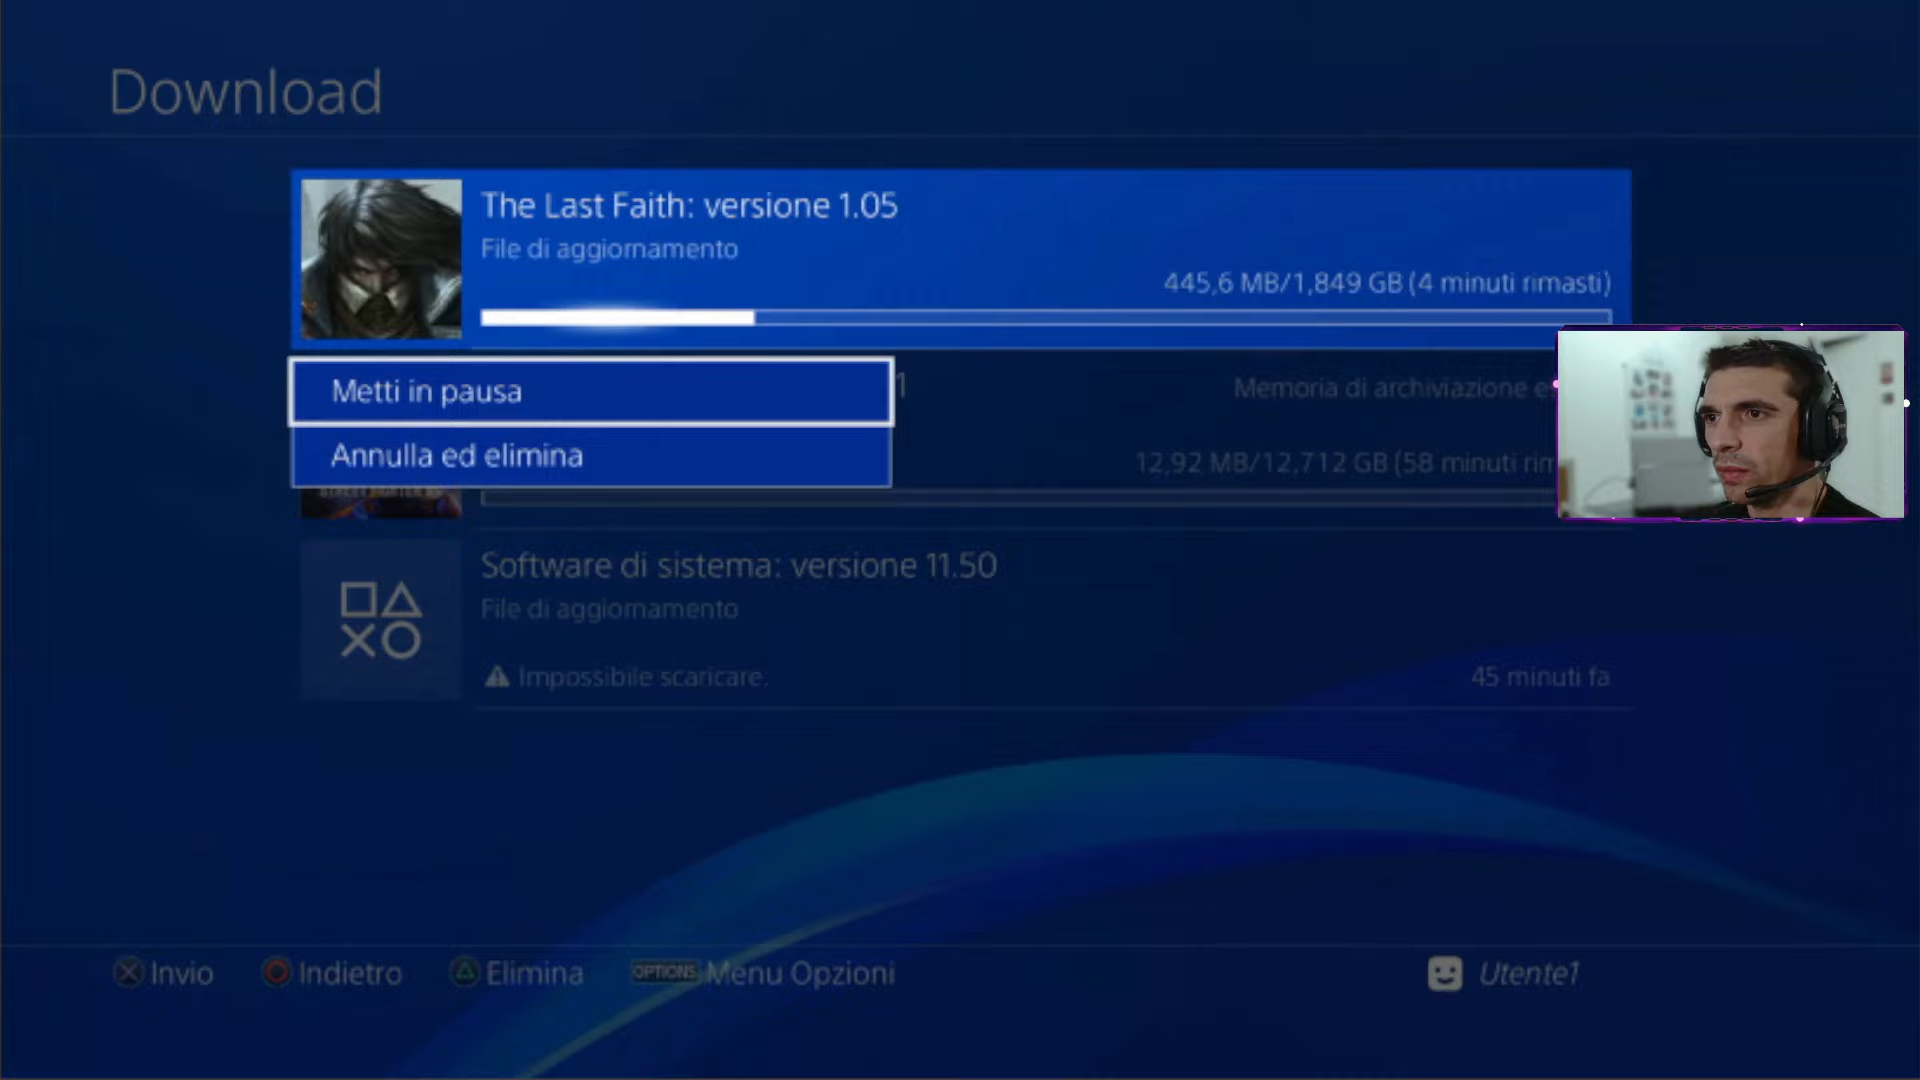 Download
The Last Faith: versione 1.05
File di aggiornamento
445,6 MB/1,849 GB (4 minuti rimasti)
Metti in pausa
1
Memoria di archiviazione e
Annulla ed elimina
12,92 MB/12,712 GB (58 minuti rim
Software di sistema: versione 11.50
File di aggiornamento
Impossibile scaricare.
45 minuti fa
Invio
Indietro
Elimina
OPTIONS Menu Opzioni
Utente1